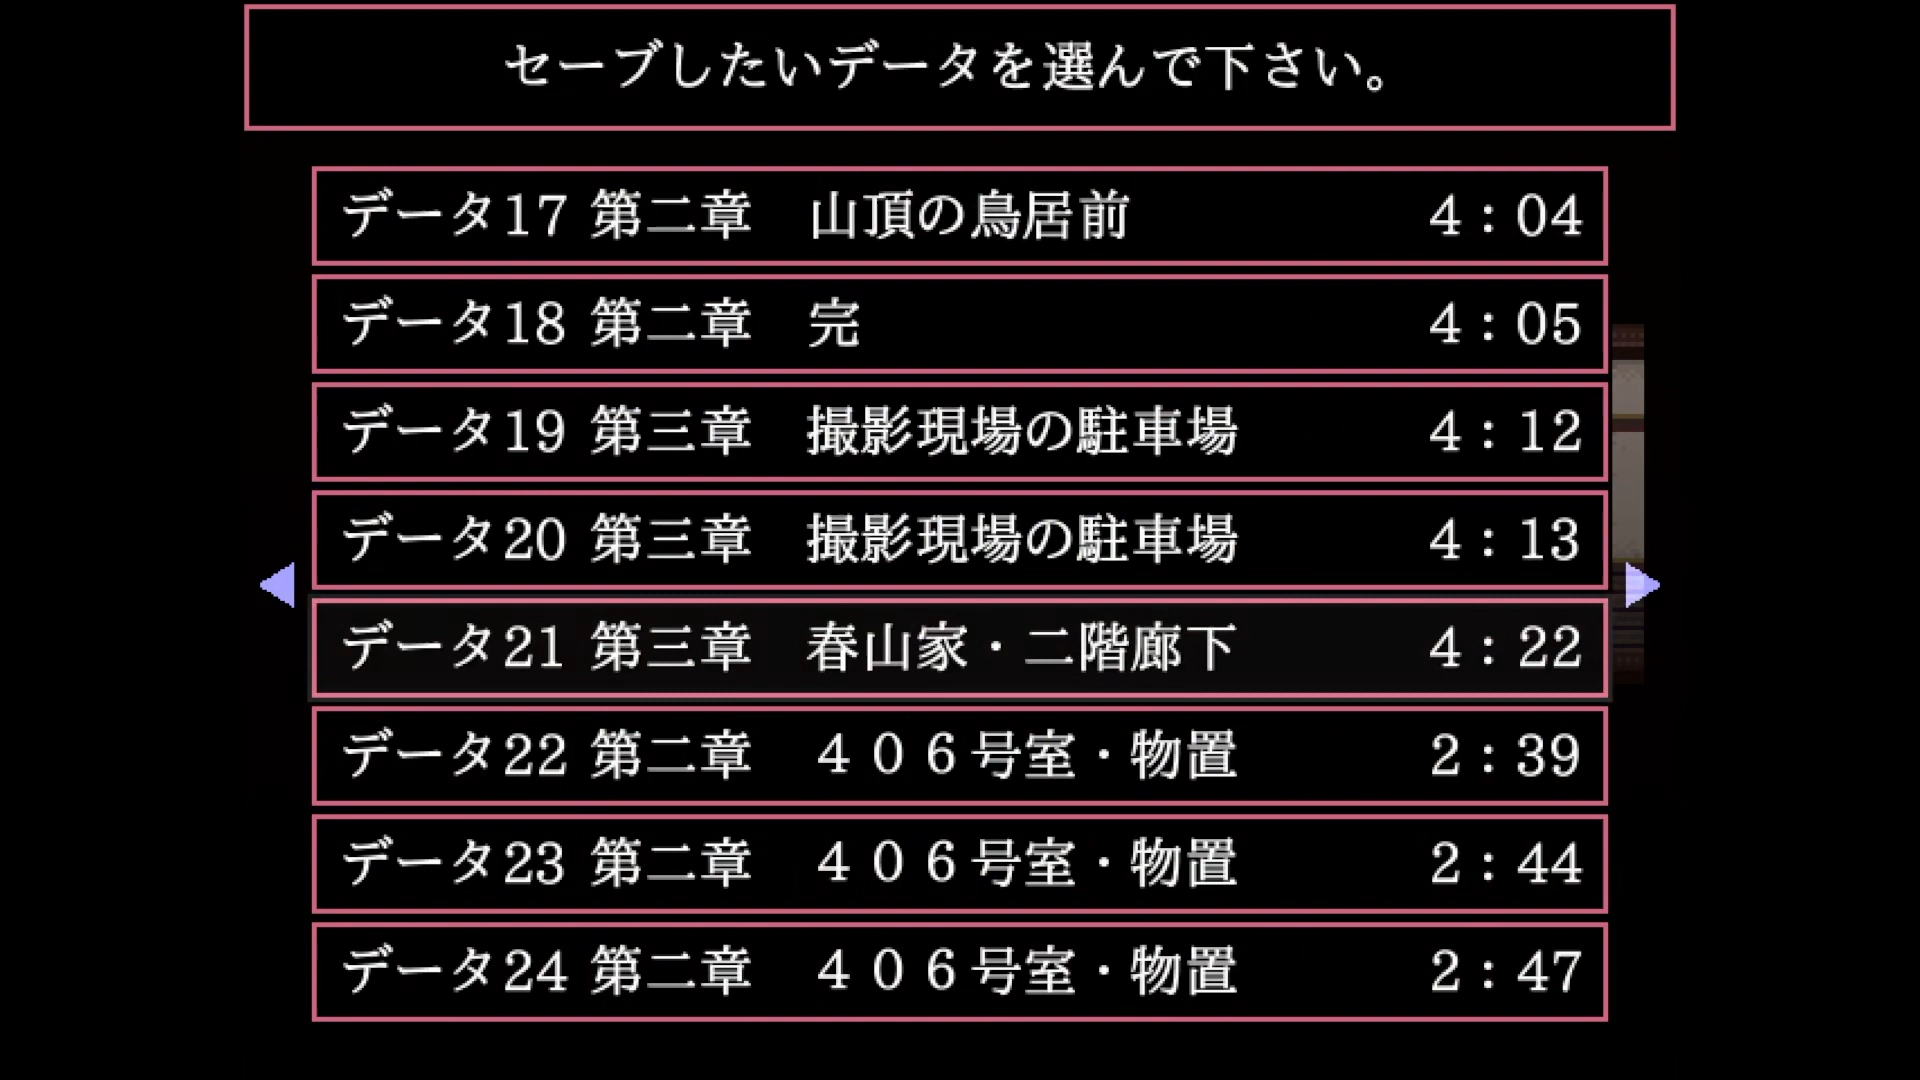 セーブしたいデータを選んで下さい。
データ17 第二章　山頂の鳥居前　4：04
データ18 第二章　完　4：05
データ19 第三章　撮影現場の駐車場　4：12
データ20 第三章　撮影現場の駐車場　4：13
データ21 第三章　春山家・二階廊下　4：22
データ22 第二章　４０６号室・物置　2：39
データ23 第二章　４０６号室・物置　2：44
データ24 第二章　４０６号室・物置　2：47